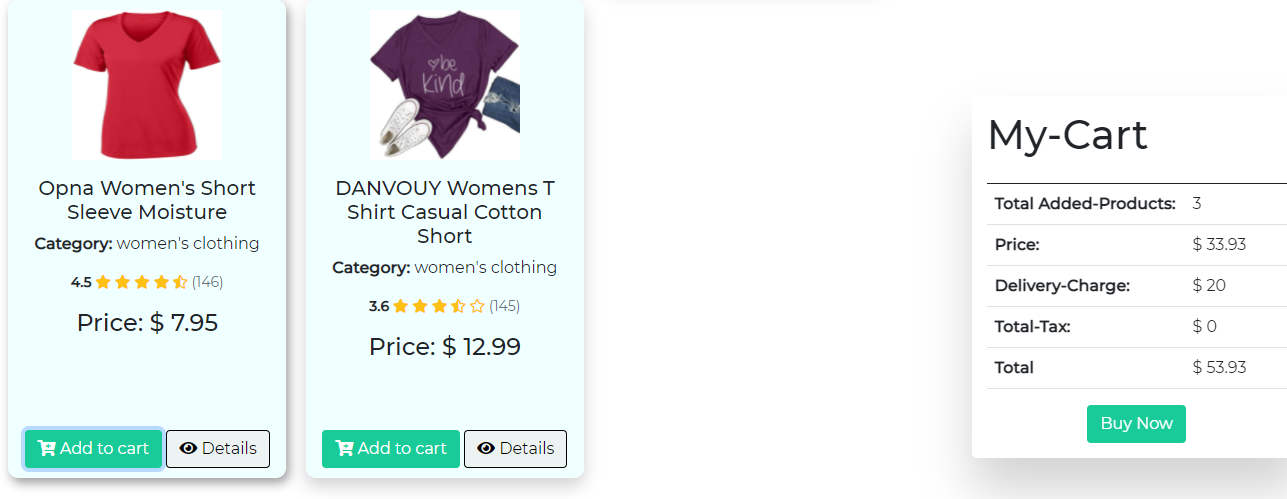 be
kind
Opna Women's Short
Sleeve Moisture
Category: women's clothing
4.5 (146)
Price: $ 7.95
Add to cart
Details
DANVOUY Womens T
Shirt Casual Cotton
Short
Category: women's clothing
3.6 (145)
Price: $ 12.99
Add to cart
Details
My-Cart
Total Added-Products: 3
Price: $ 33.93
Delivery-Charge: $ 20
Total-Tax: $ 0
Total $ 53.93
Buy Now